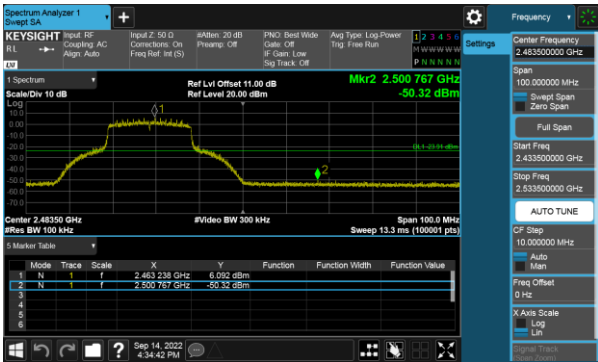 Spectrum Analyzer 1
Swept SA
+
Frequency
KEYSIGHT Input: RF Input Z: 50 Ω #Atten: 20 dB PNO: Best Wide Avg Type: Log-Power 1 2 3 4 5 6
RL Coupling: AC Corrections: On Preamp: Off Gate: Off Trig: Free Run M W W W W W
Align: Auto Freq Ref: Int (S) IF Gain: Low P N N N N N
LXI Sig Track: Off
Settings
Center Frequency
2.483500000 GHz
Span
100.000000 MHz
Swept Span
Zero Span
Full Span
Start Freq
2.433500000 GHz
Stop Freq
2.533500000 GHz
AUTO TUNE
CF Step
10.000000 MHz
Auto
Man
Freq Offset
0 Hz
X Axis Scale
Log
Lin
Signal Track
(Span Zoom)
1 Spectrum Ref Lvl Offset 11.00 dB Mkr2 2.500 767 GHz
Scale/Div 10 dB Ref Level 20.00 dBm -50.32 dBm
Log
10.0
0.00
-10.0
-20.0
-30.0
-40.0
-50.0
-60.0
-70.0
1
DL1 -23.91 dBm
2
Center 2.48350 GHz #Video BW 300 kHz Span 100.0 MHz
#Res BW 100 kHz Sweep 13.3 ms (100001 pts)
5 Marker Table
Mode Trace Scale X Y Function Function Width Function Value
1 N 1 f 2.463 238 GHz 6.092 dBm
2 N 1 f 2.500 767 GHz -50.32 dBm
3
4
5
6
? Sep 14, 2022
4:34:42 PM